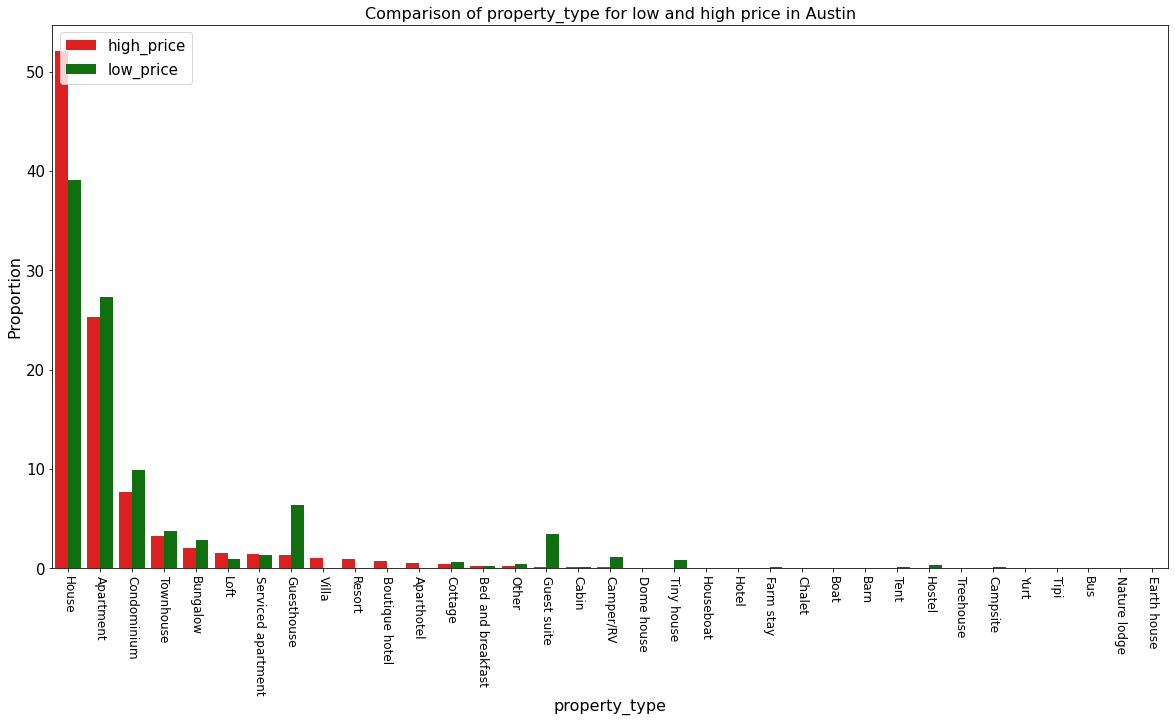 Comparison of property_type for low and high price in Austin
high_price
low_price
Proportion
50
40
30
20
10
0
House
Apartment
Condominium
Townhouse
Bungalow
Loft
Serviced apartment
Guesthouse
Villa
Resort
Boutique hotel
Aparthotel
Cottage
Bed and breakfast
Other
Guest suite
Cabin
Camper/RV
Dome house
Tiny house
Houseboat
Hotel
Farm stay
Chalet
Boat
Barn
Tent
Hostel
Treehouse
Campsite
Yurt
Tipi
Bus
Nature lodge
Earth house
property_type